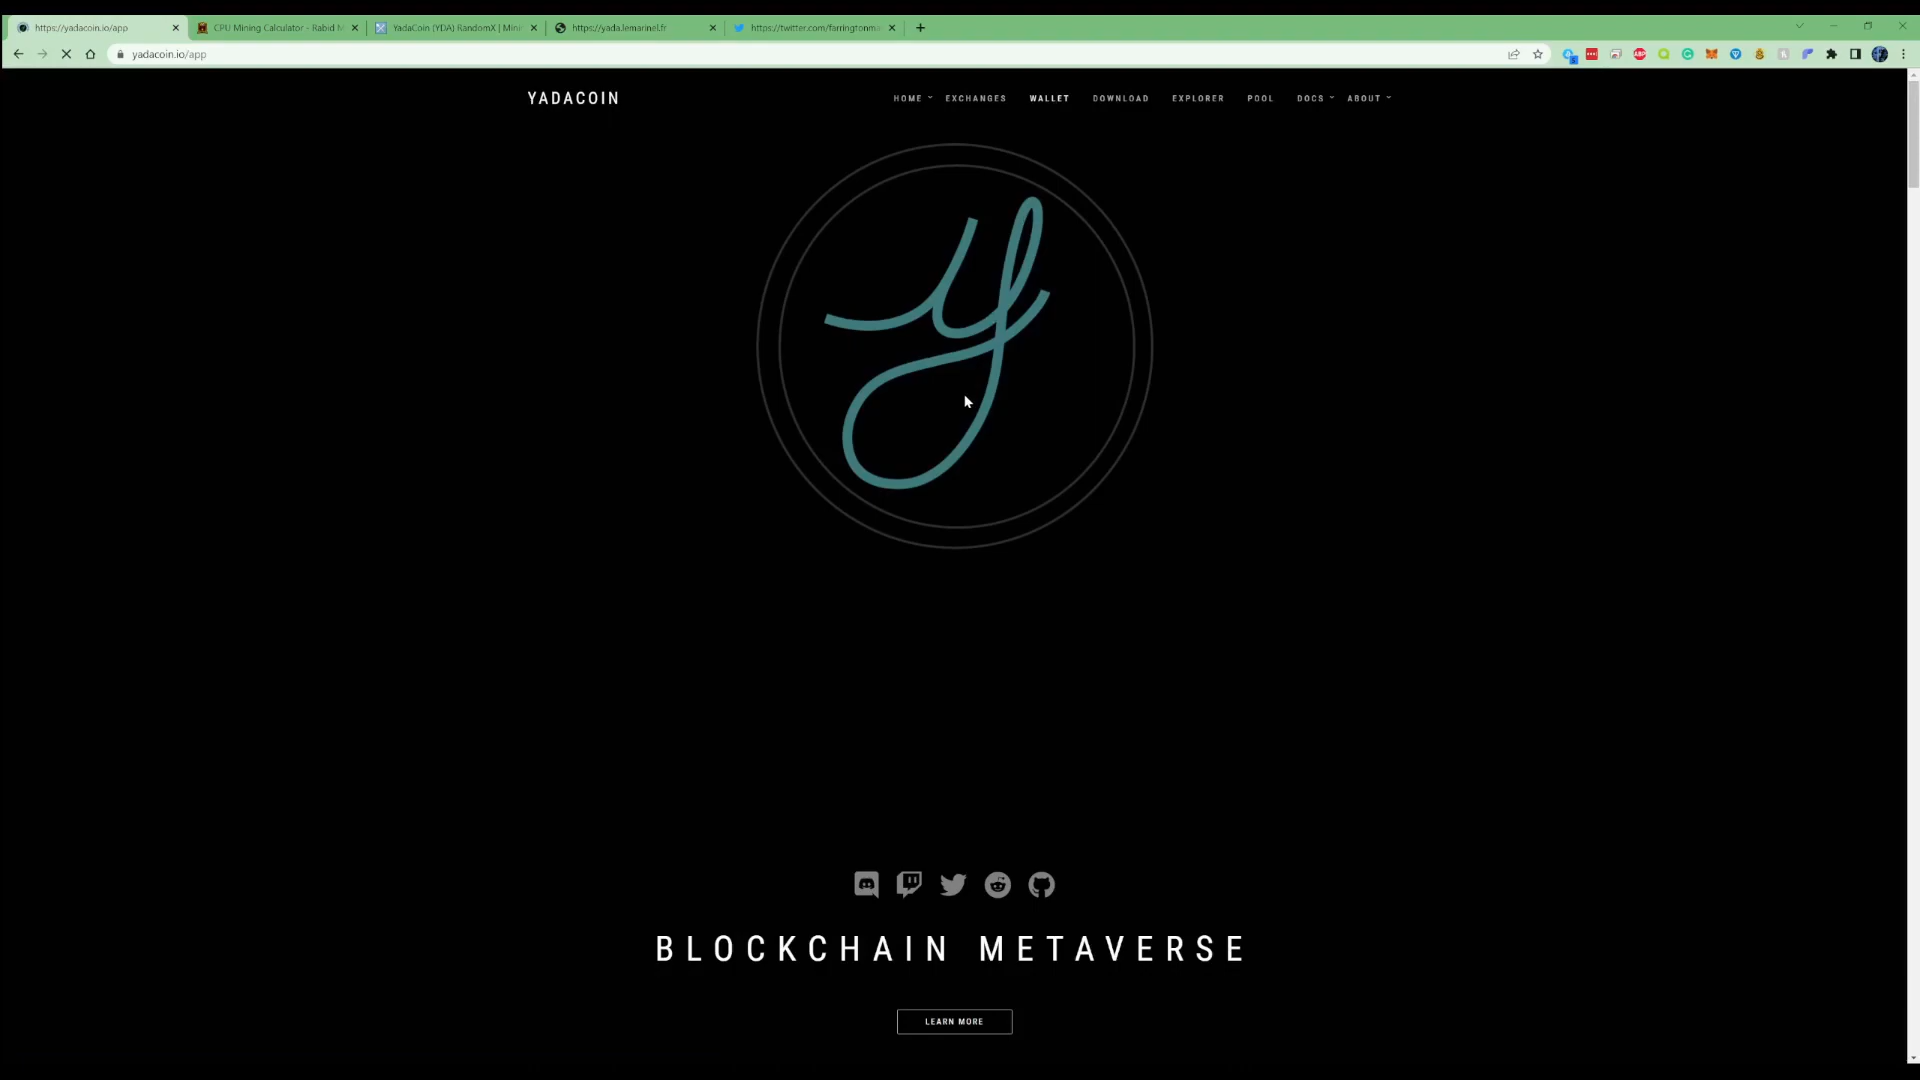 https://yadacoin.io/app
CPU Mining Calculator - Rabid M
YadaCoin (YDA) RandomX | Mini
https://yada.lemarinel.fr
https://twitter.com/farringtonma
yadacoin.io/app
YADACOIN
HOME
EXCHANGES
WALLET
DOWNLOAD
EXPLORER
POOL
DOCS
ABOUT
BLOCKCHAIN METAVERSE
LEARN MORE